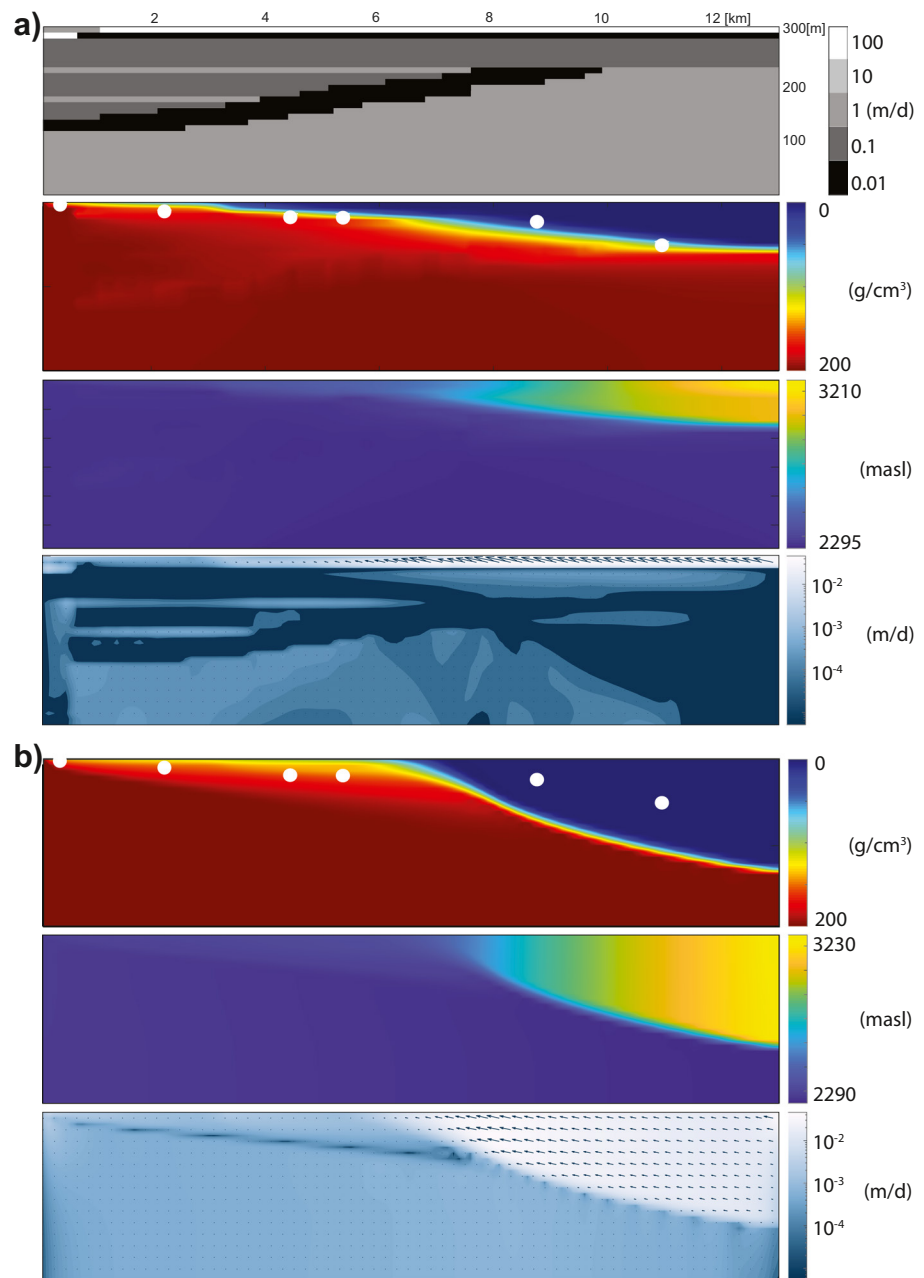 a)
2 4 6 8 10 12 [km]
300[m]
200
100
100
10
1 (m/d)
0.1
0.01
0
(g/cm³)
200
3210
(masl)
2295
10⁻²
10⁻³
(m/d)
10⁻⁴
b)
0
(g/cm³)
200
3230
(masl)
2290
10⁻²
10⁻³
(m/d)
10⁻⁴